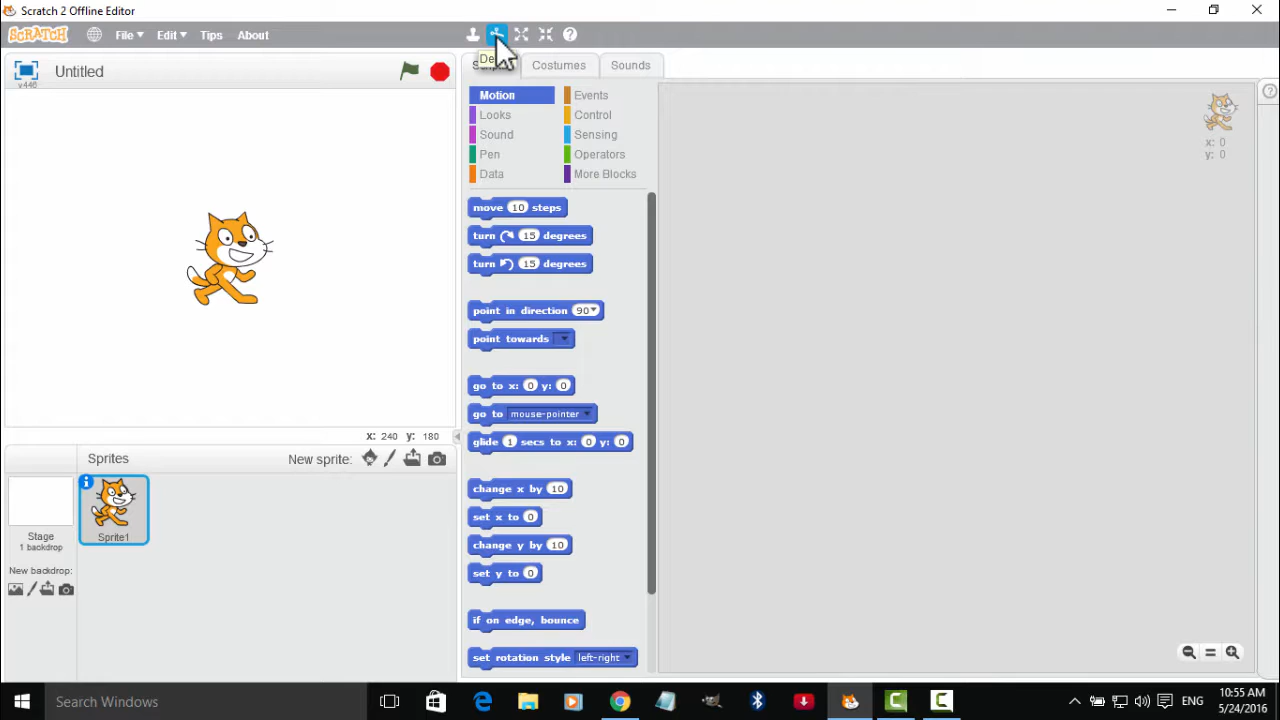 Scratch 2 Offline Editor
SCRATCH File Edit Tips About
v446 Untitled
Costumes Sounds
Motion Events
Looks Control
Sound Sensing
Pen Operators
Data More Blocks
x: 0
y: 0
move 10 steps
turn 15 degrees
turn 15 degrees
point in direction 90
point towards
go to x: 0 y: 0
go to mouse-pointer
glide 1 secs to x: 0 y: 0
change x by 10
set x to 0
change y by 10
set y to 0
if on edge, bounce
set rotation style left-right
x: 240 y: 180
Sprites New sprite:
Sprite1
Stage
1 backdrop
New backdrop:
Search Windows
ENG
10:55 AM
5/24/2016